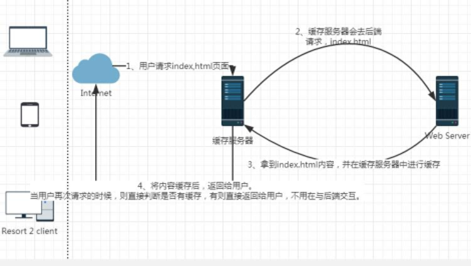 2、缓存服务器会去后端
请求，index.html
1、用户请求index,html页面
Internet
缓存服务器
Web Server
3、拿到index.html内容，并在缓存服务器中进行缓存
4、将内容缓存后，返回给用户。
当用户再次请求的时候，则直接判断是否有缓存，有则直接返回给用户，不用在与后端交互。
Resort 2 client